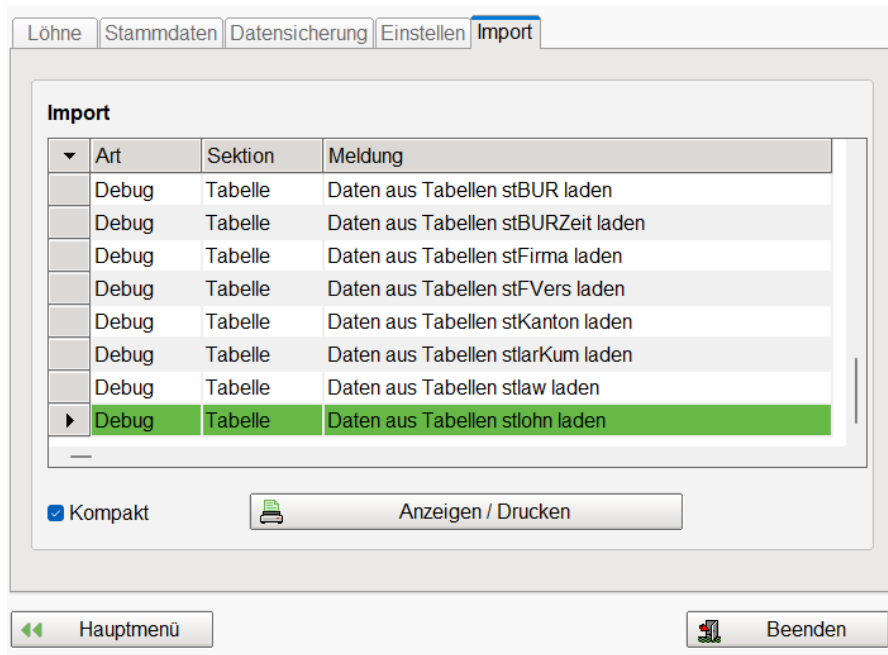 Löhne Stammdaten Datensicherung Einstellen Import
Import
Art Sektion Meldung
Debug Tabelle Daten aus Tabellen stBUR laden
Debug Tabelle Daten aus Tabellen stBURZeit laden
Debug Tabelle Daten aus Tabellen stFirma laden
Debug Tabelle Daten aus Tabellen stFVers laden
Debug Tabelle Daten aus Tabellen stKanton laden
Debug Tabelle Daten aus Tabellen stlarKum laden
Debug Tabelle Daten aus Tabellen stlaw laden
Debug Tabelle Daten aus Tabellen stlohn laden
Kompakt Anzeigen / Drucken
Hauptmenü Beenden